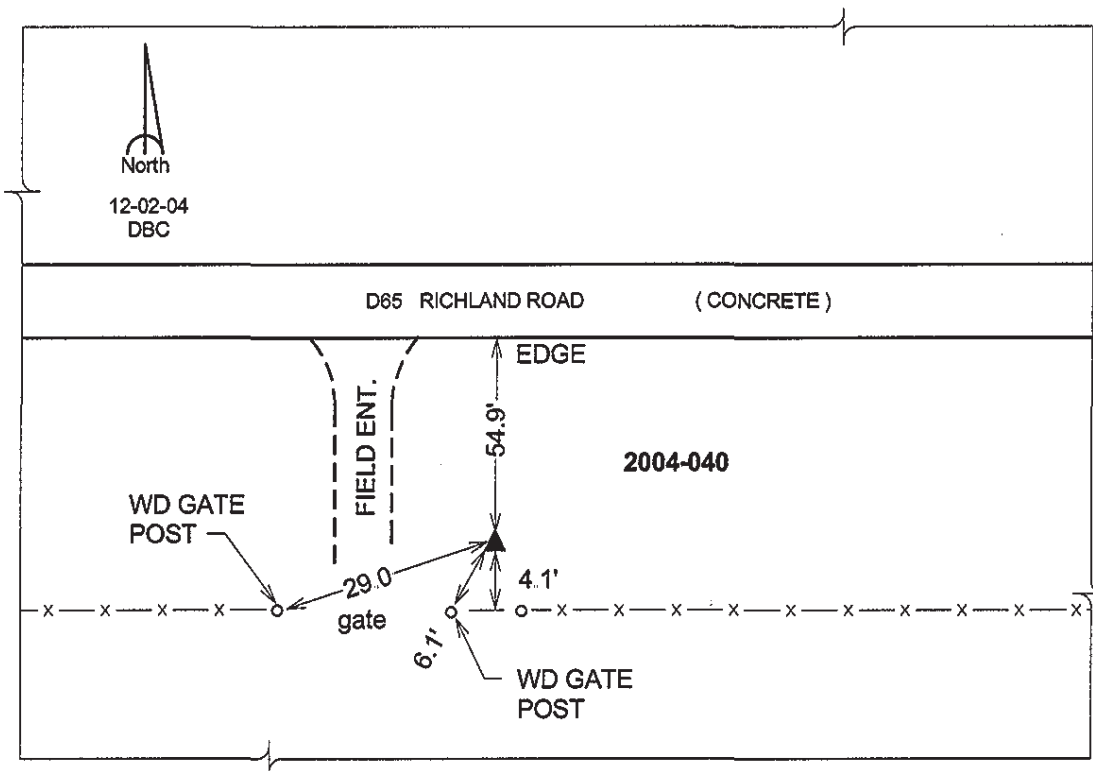 North
12-02-04
DBC
D65 RICHLAND ROAD (CONCRETE)
EDGE
FIELD ENT.
54.9'
2004-040
WD GATE
POST
29.0
gate
4.1'
6.1'
WD GATE
POST
x x x x
x x x x x x x x x x